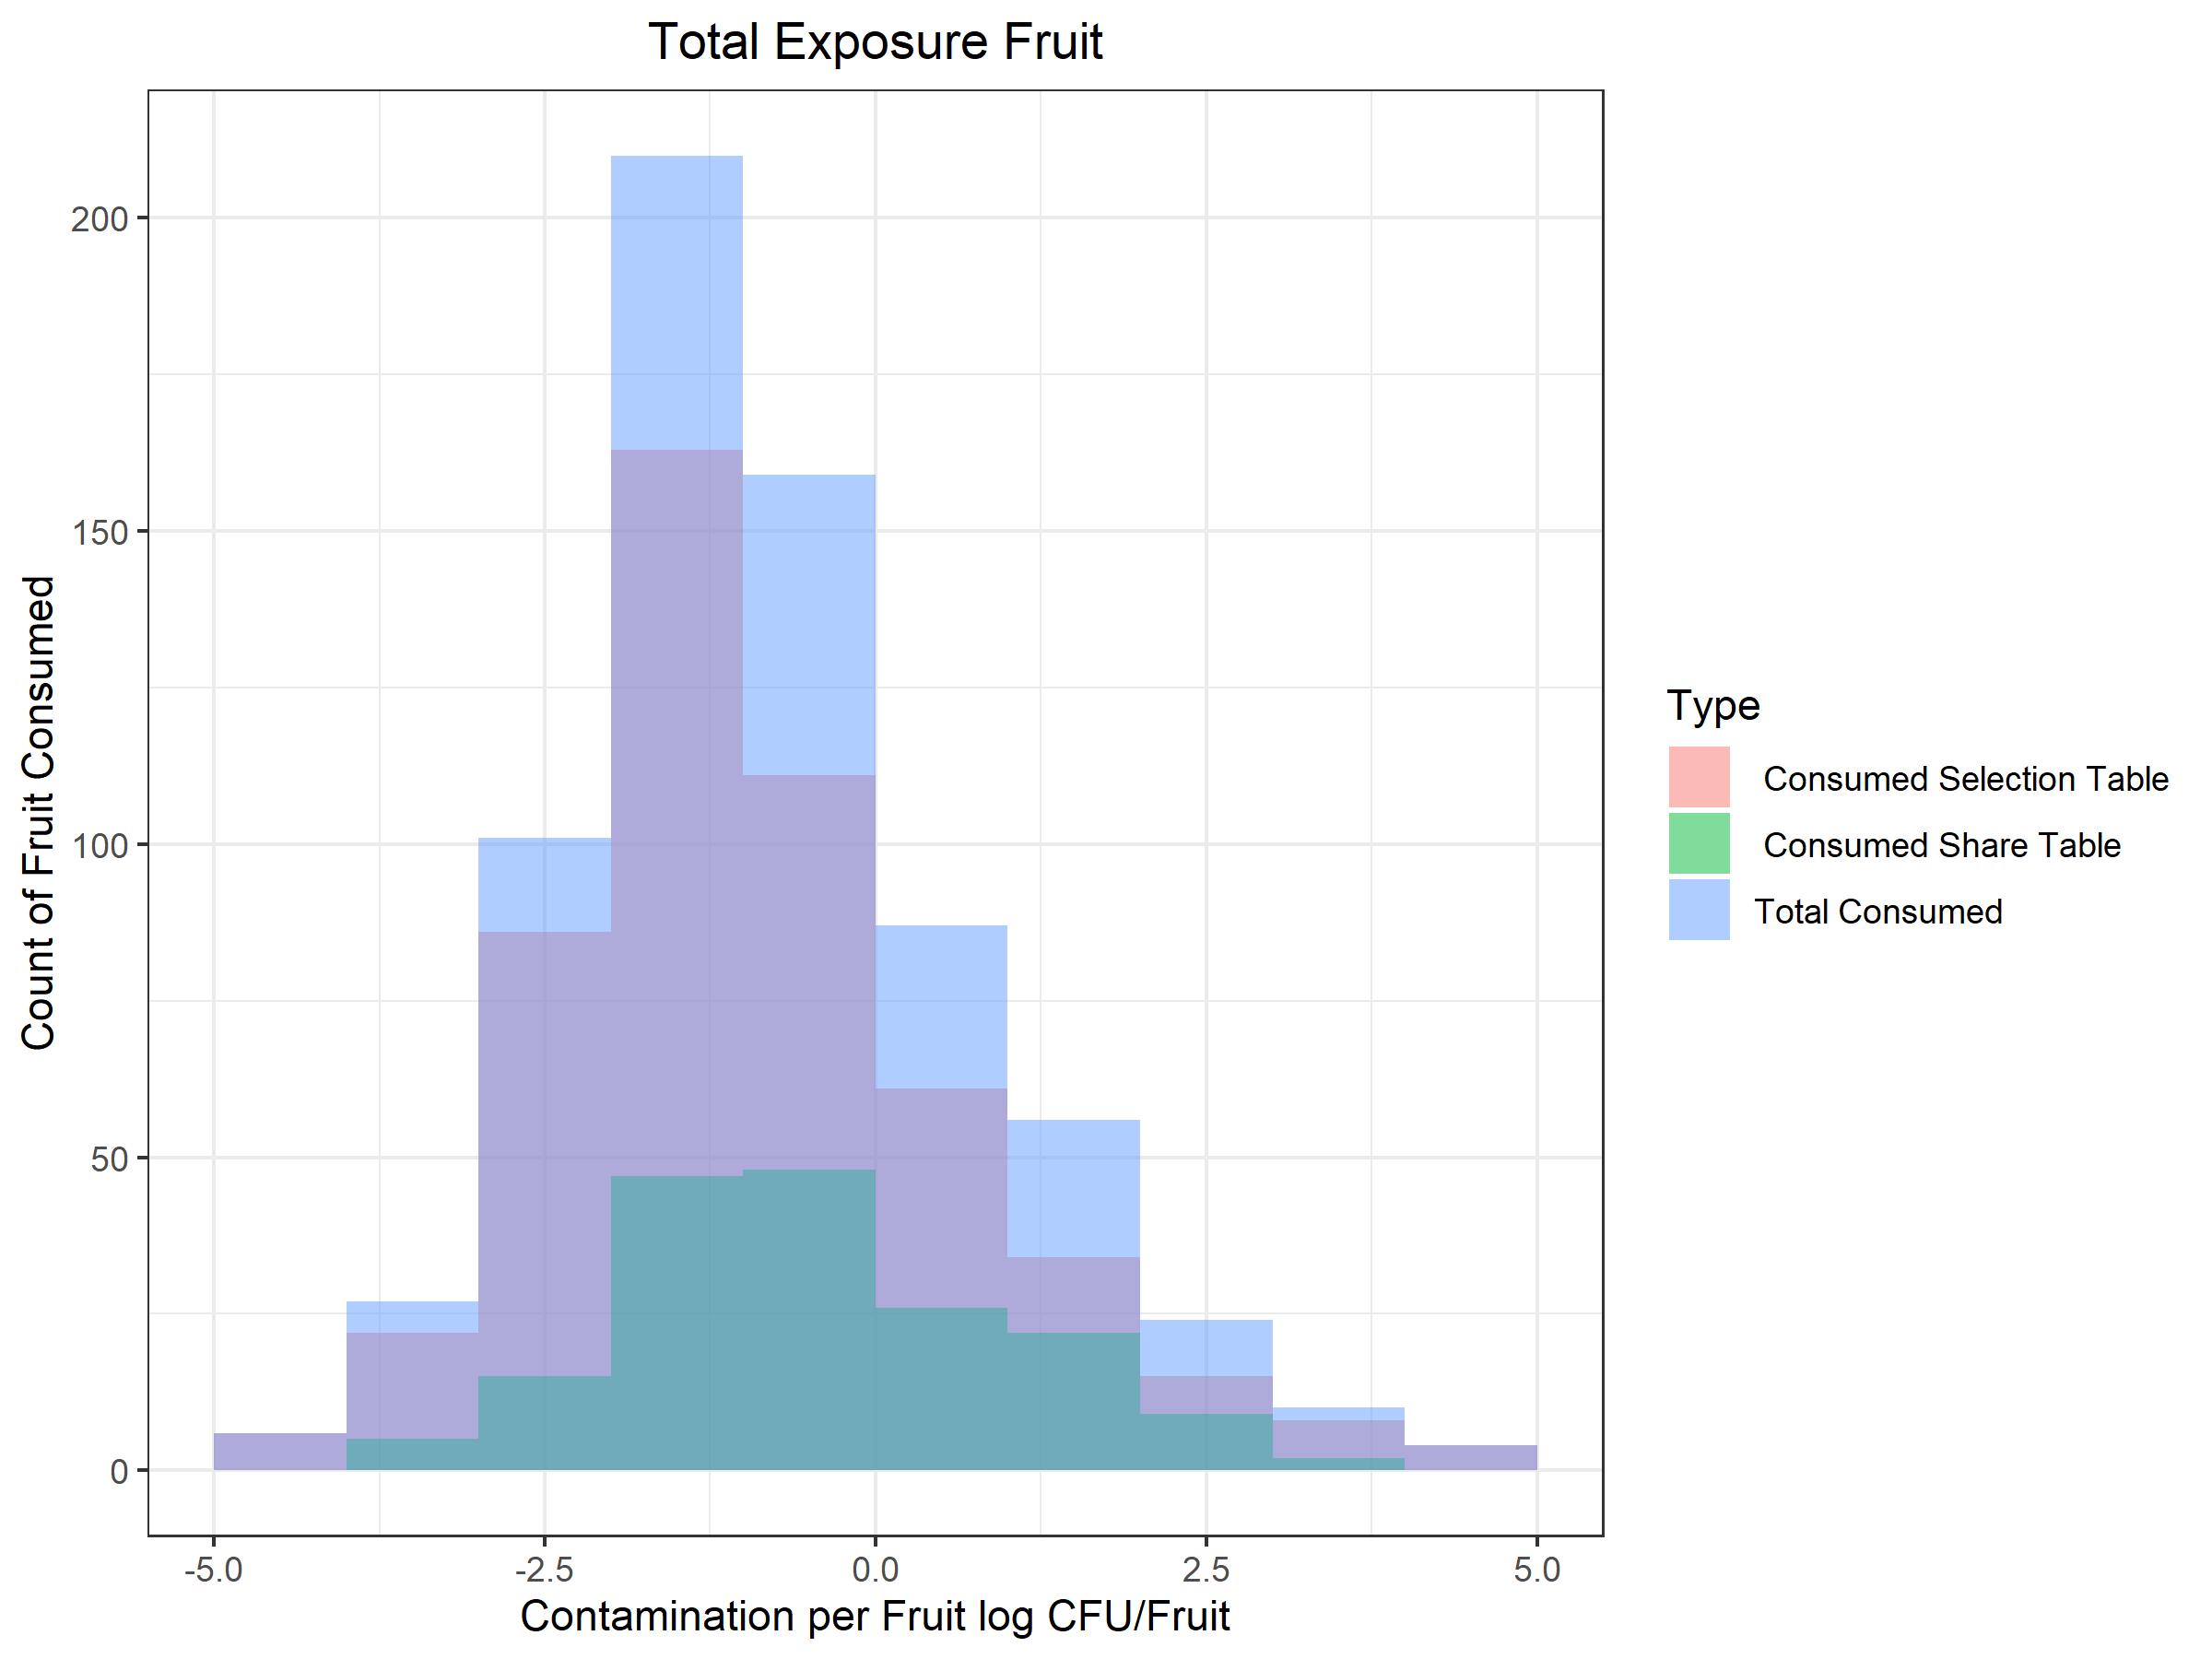 Total Exposure Fruit
200
150
100
50
0
Count of Fruit Consumed
-5.0
-2.5
0.0
2.5
5.0
Contamination per Fruit log CFU/Fruit
Type
Consumed Selection Table
Consumed Share Table
Total Consumed